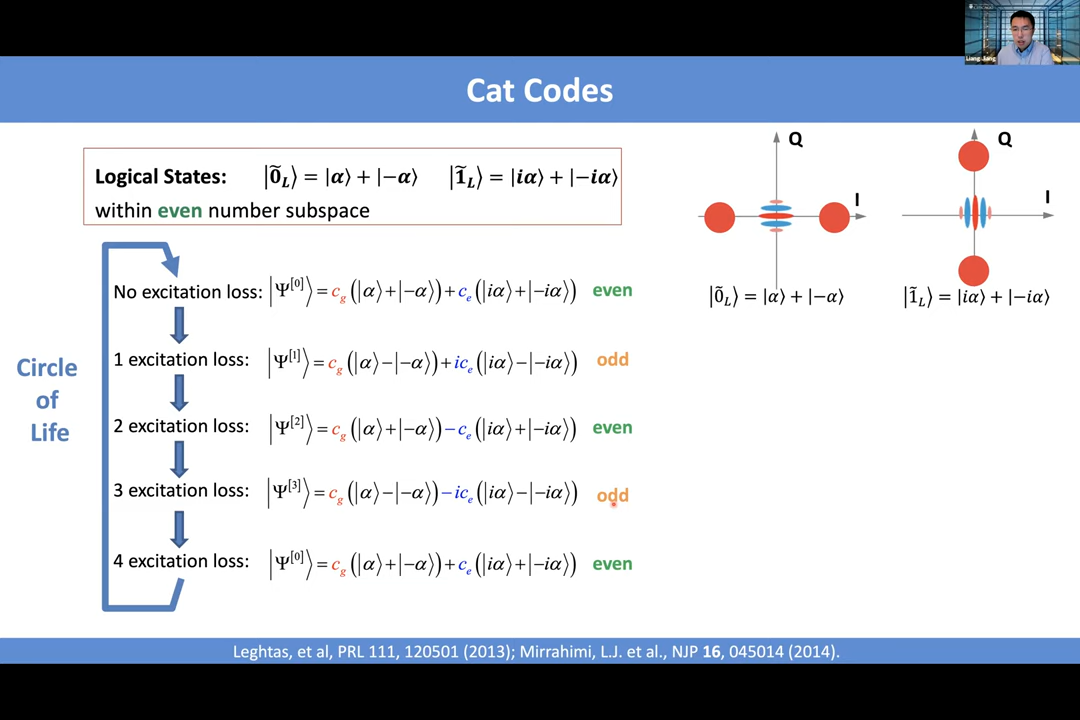 Liang Jiang
Cat Codes
Logical States: |0̃_L⟩ = |α⟩ + |−α⟩ |1̃_L⟩ = |iα⟩ + |−iα⟩
within even number subspace
No excitation loss: |Ψ^[0]⟩ = c_g (|α⟩+|−α⟩) + c_e (|iα⟩+|−iα⟩) even
1 excitation loss: |Ψ^[1]⟩ = c_g (|α⟩−|−α⟩) + ic_e (|iα⟩−|−iα⟩) odd
2 excitation loss: |Ψ^[2]⟩ = c_g (|α⟩+|−α⟩) − c_e (|iα⟩+|−iα⟩) even
3 excitation loss: |Ψ^[3]⟩ = c_g (|α⟩−|−α⟩) − ic_e (|iα⟩−|−iα⟩) odd
4 excitation loss: |Ψ^[0]⟩ = c_g (|α⟩+|−α⟩) + c_e (|iα⟩+|−iα⟩) even
Circle
of
Life
Q
I
|0̃_L⟩ = |α⟩ + |−α⟩
Q
I
|1̃_L⟩ = |iα⟩ + |−iα⟩
Leghtas, et al, PRL 111, 120501 (2013); Mirrahimi, L.J. et al., NJP 16, 045014 (2014).